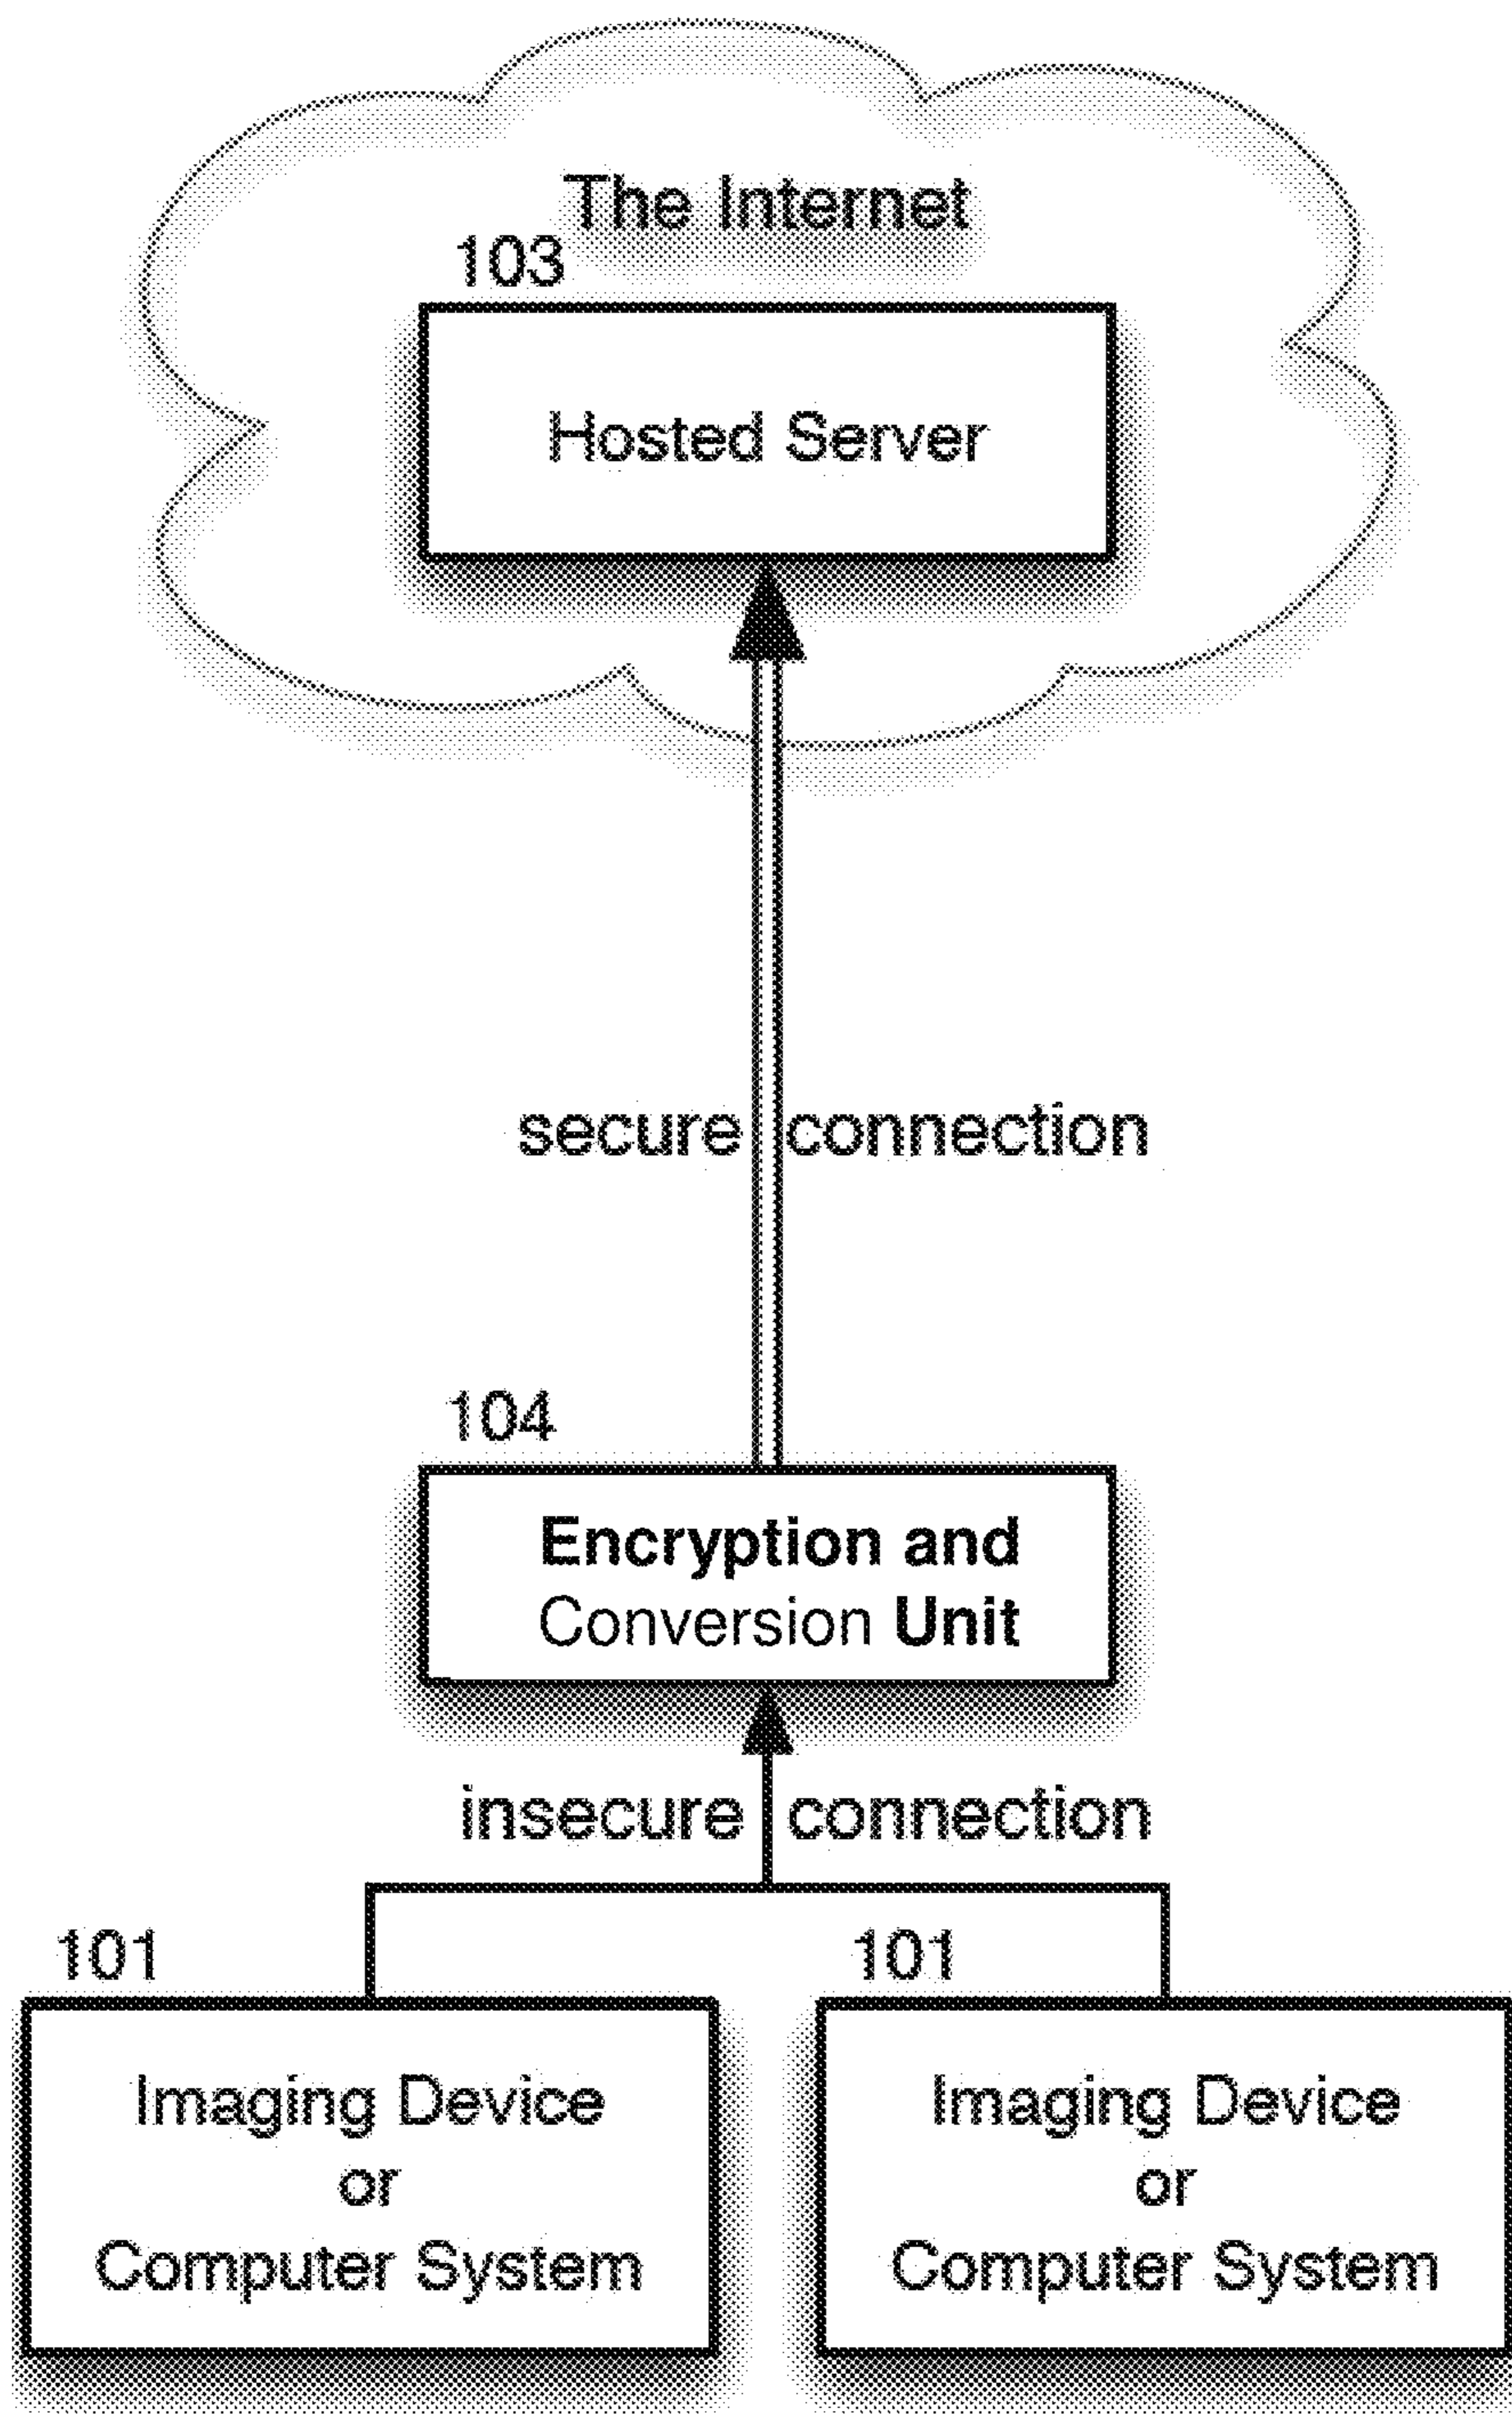 The Internet
103
Hosted Server
secure connection
104
Encryption and
Conversion Unit
insecure connection
101
Imaging Device
or
Computer System
101
Imaging Device
or
Computer System